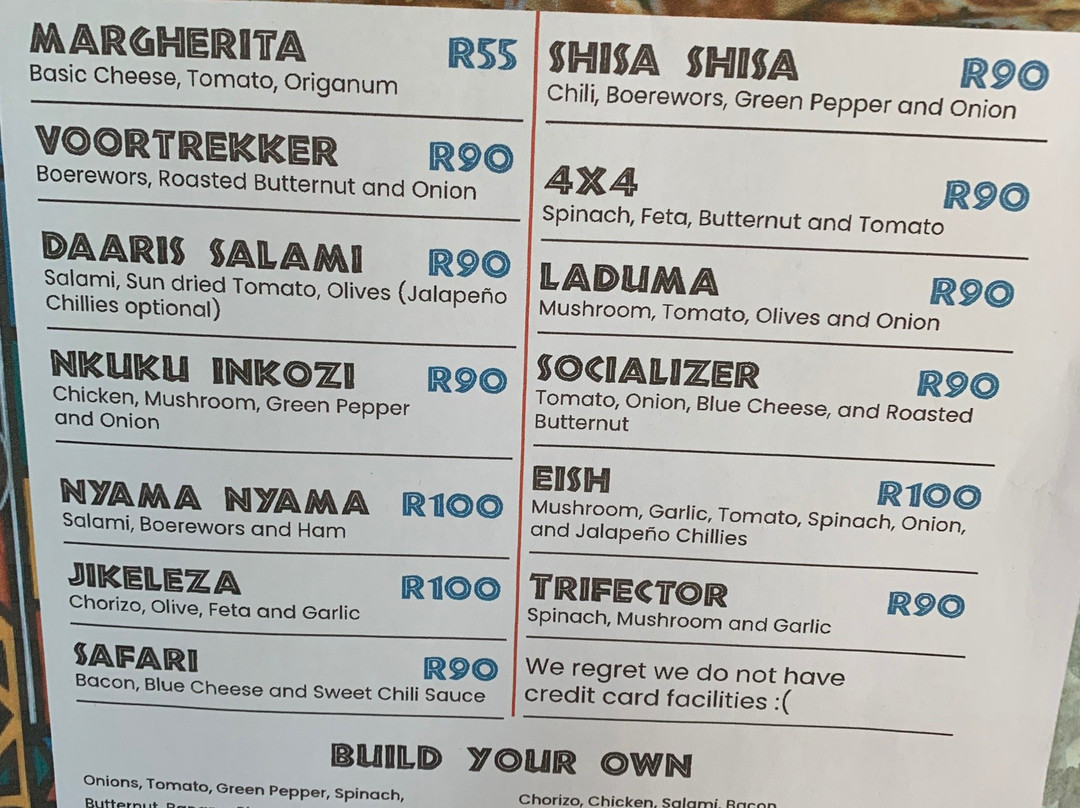 MARGHERITA R55
Basic Cheese, Tomato, Origanum
VOORTREKKER R90
Boerewors, Roasted Butternut and Onion
DAARIS SALAMI R90
Salami, Sun dried Tomato, Olives (Jalapeño
Chillies optional)
NKUKU INKOZI R90
Chicken, Mushroom, Green Pepper
and Onion
NYAMA NYAMA R100
Salami, Boerewors and Ham
JIKELEZA R100
Chorizo, Olive, Feta and Garlic
SAFARI R90
Bacon, Blue Cheese and Sweet Chili Sauce
SHISA SHISA R90
Chili, Boerewors, Green Pepper and Onion
4X4 R90
Spinach, Feta, Butternut and Tomato
LADUMA R90
Mushroom, Tomato, Olives and Onion
SOCIALIZER R90
Tomato, Onion, Blue Cheese, and Roasted
Butternut
EISH R100
Mushroom, Garlic, Tomato, Spinach, Onion,
and Jalapeño Chillies
TRIFECTOR R90
Spinach, Mushroom and Garlic
We regret we do not have
credit card facilities :(
BUILD YOUR OWN
Onions, Tomato, Green Pepper, Spinach,
Butternut,
Chorizo, Chicken, Salami, Bacon